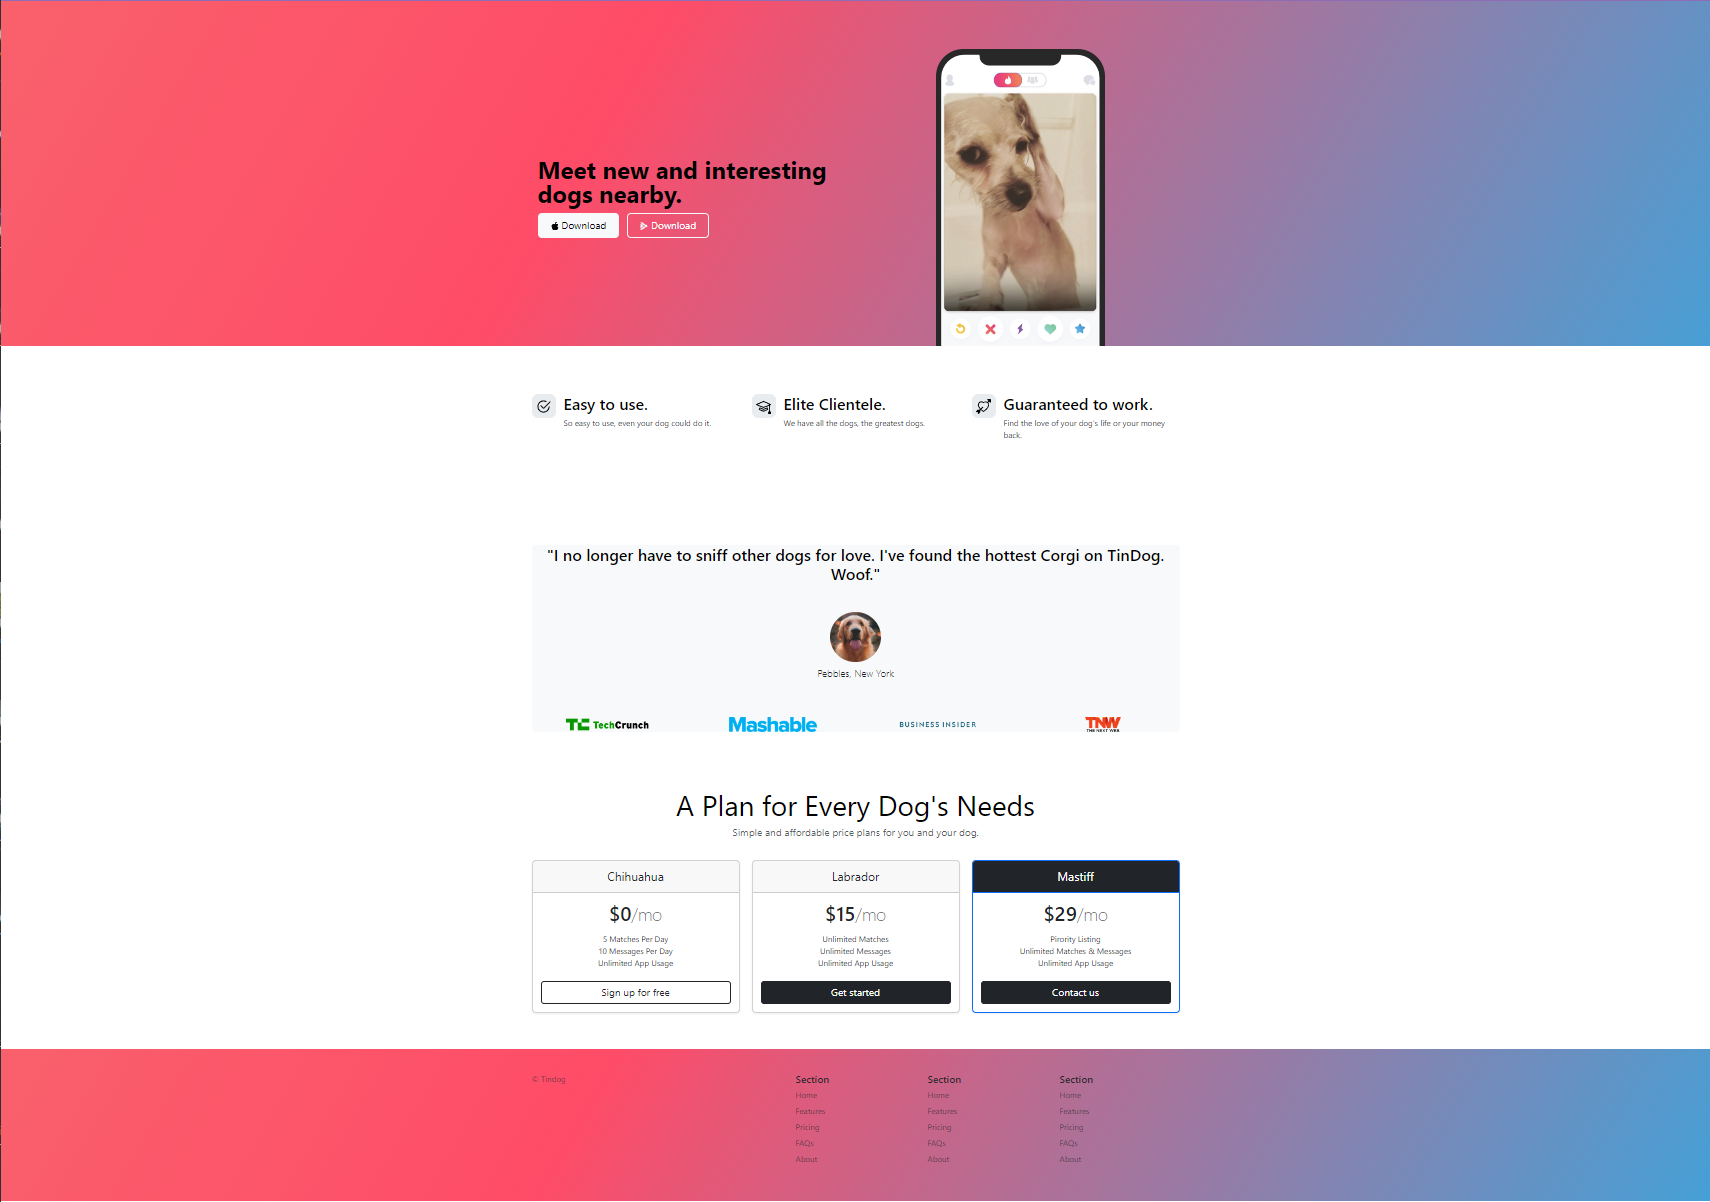 Meet new and interesting
dogs nearby.
Download
Download
Easy to use.
So easy to use, even your dog could do it.
Elite Clientele.
We have all the dogs, the greatest dogs.
Guaranteed to work.
Find the love of your dog's life or your money
back.
"I no longer have to sniff other dogs for love. I've found the hottest Corgi on TinDog.
Woof."
Pebbles, New York
TC TechCrunch
Mashable
BUSINESS INSIDER
TNW
THE NEXT WEB
A Plan for Every Dog's Needs
Simple and affordable price plans for you and your dog.
Chihuahua
$0/mo
5 Matches Per Day
10 Messages Per Day
Unlimited App Usage
Sign up for free
Labrador
$15/mo
Unlimited Matches
Unlimited Messages
Unlimited App Usage
Get started
Mastiff
$29/mo
Pirority Listing
Unlimited Matches & Messages
Unlimited App Usage
Contact us
© Tindog
Section
Home
Features
Pricing
FAQs
About
Section
Home
Features
Pricing
FAQs
About
Section
Home
Features
Pricing
FAQs
About